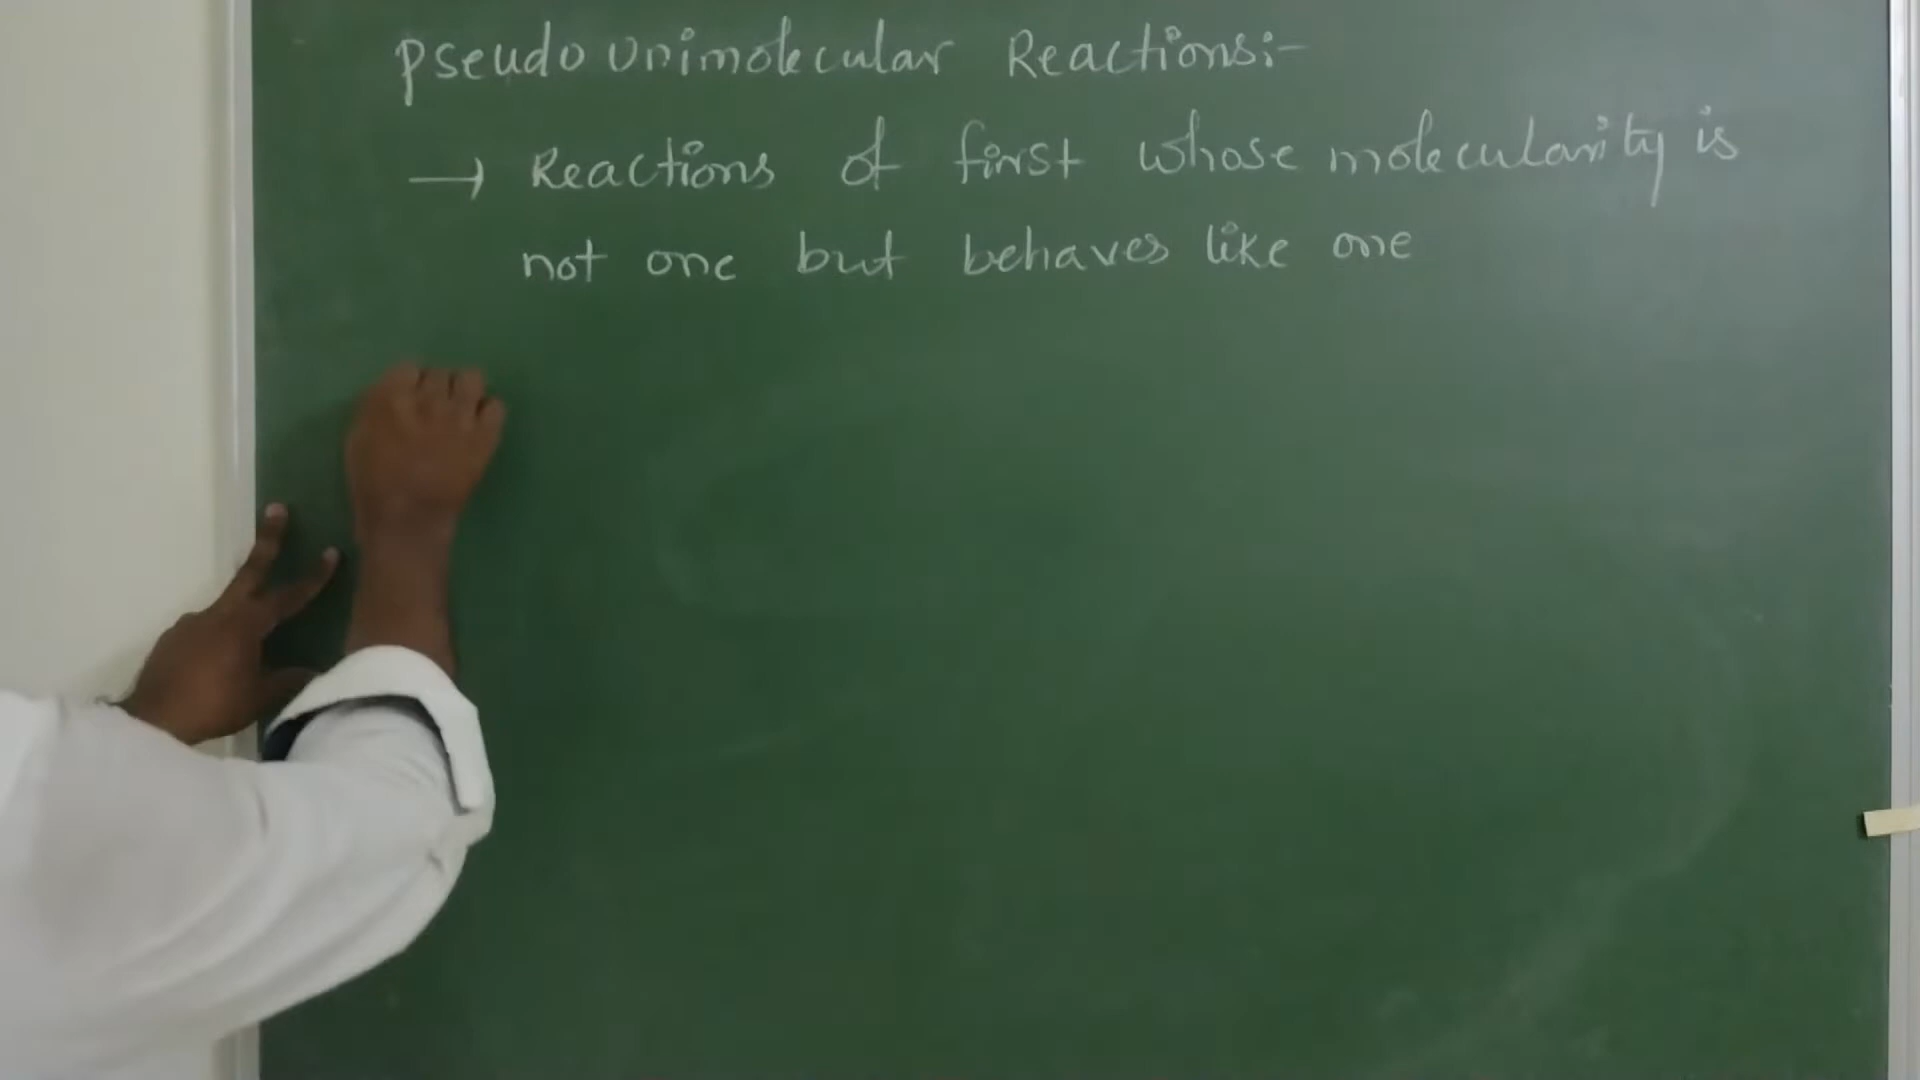 Pseudo Unimolecular Reactions:-
→ Reactions of first whose molecularity is
not one but behaves like one